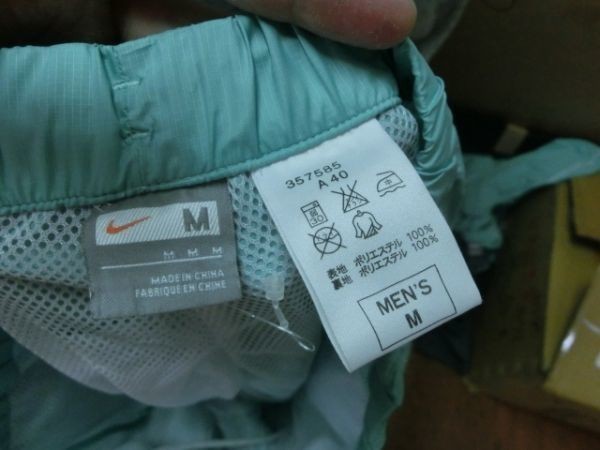 M
M M M
MADE IN CHINA
FABRIQUE EN CHINE
357585
A 40
表地 ポリエステル 100%
裏地 ポリエステル 100%
MEN'S
M